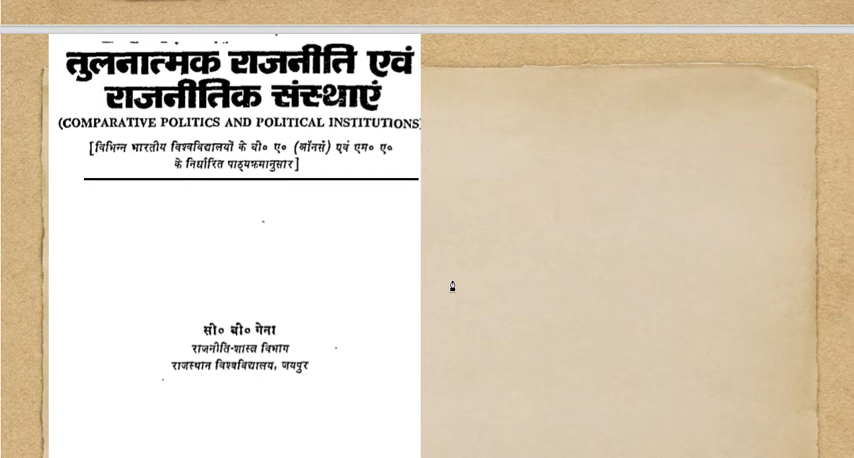 तुलनात्मक राजनीति एवं
राजनीतिक संस्थाएं
(COMPARATIVE POLITICS AND POLITICAL INSTITUTIONS)
[विभिन्न भारतीय विश्वविद्यालयों के बी० ए० (ऑनर्स) एवं एम० ए०
के निर्धारित पाठ्यक्रमानुसार]
सी० बी० गेना
राजनीति-शास्त्र विभाग
राजस्थान विश्वविद्यालय, जयपुर